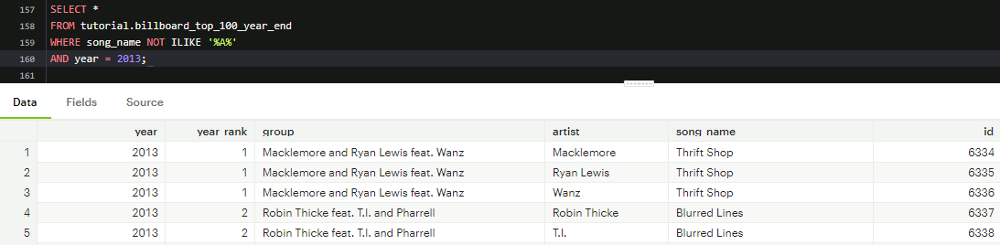 157 SELECT *
158 FROM tutorial.billboard_top_100_year_end
159 WHERE song_name NOT ILIKE '%A%'
160 AND year = 2013;
161
Data Fields Source
year year_rank group artist song_name id
1 2013 1 Macklemore and Ryan Lewis feat. Wanz Macklemore Thrift Shop 6334
2 2013 1 Macklemore and Ryan Lewis feat. Wanz Ryan Lewis Thrift Shop 6335
3 2013 1 Macklemore and Ryan Lewis feat. Wanz Wanz Thrift Shop 6336
4 2013 2 Robin Thicke feat. T.I. and Pharrell Robin Thicke Blurred Lines 6337
5 2013 2 Robin Thicke feat. T.I. and Pharrell T.I. Blurred Lines 6338